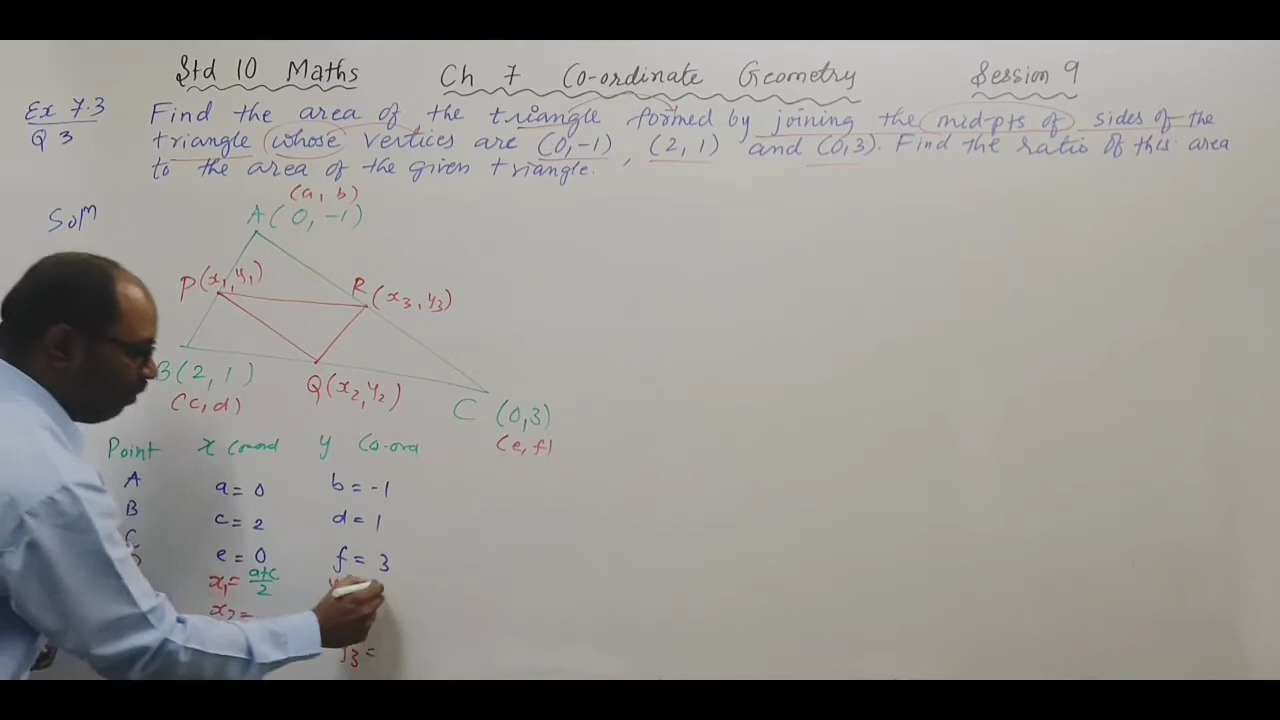 Std 10 Maths Ch 7 Co-ordinate Geometry Session 9
Ex 7.3 Find the area of the triangle formed by joining the mid-pts of sides of the
Q 3 triangle whose vertices are (0,-1), (2, 1) and (0,3). Find the ratio of this area
to the area of the given triangle.
(a, b)
Soln A(0, -1)
P(x₁, y₁) R(x₃, y₃)
B(2, 1) Q(x₂, y₂) C (0,3)
(c, d) (e, f)
Point x Co-ord y Co-ord
A a = 0 b = -1
B c = 2 d = 1
C e = 0 f = 3
x₁ = a+c/2
x₂ =
y₃ =